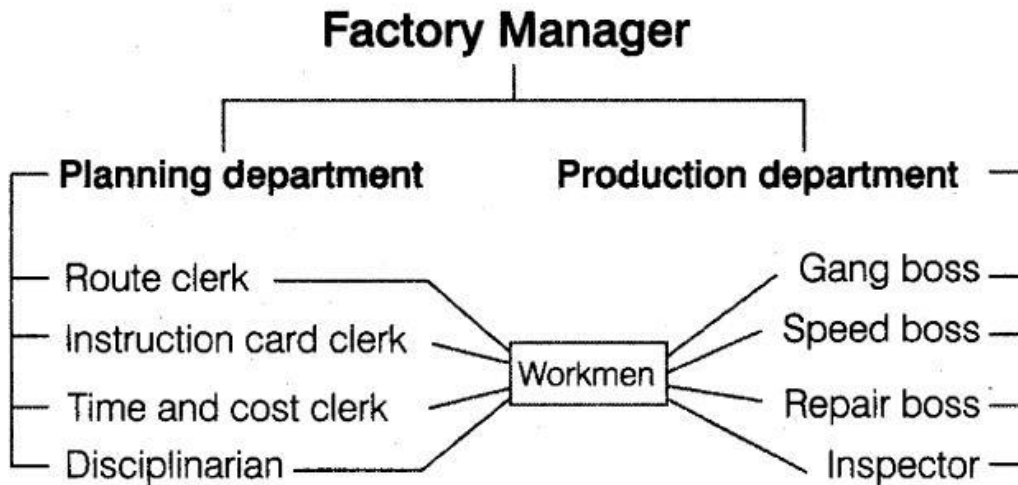 Factory Manager
Planning department
Production department
Route clerk
Instruction card clerk
Time and cost clerk
Disciplinarian
Workmen
Gang boss
Speed boss
Repair boss
Inspector